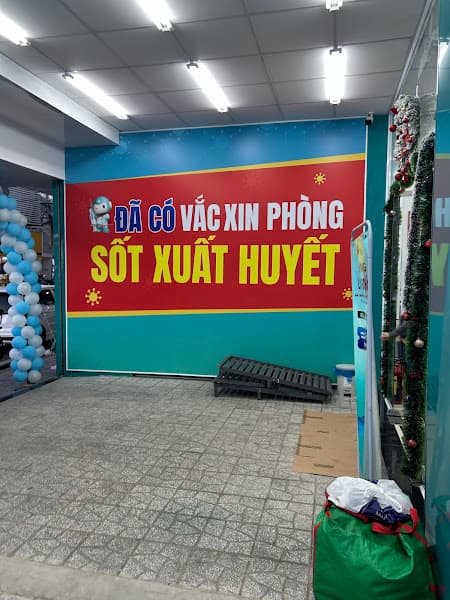 ĐÃ CÓ VẮC XIN PHÒNG
SỐT XUẤT HUYẾT